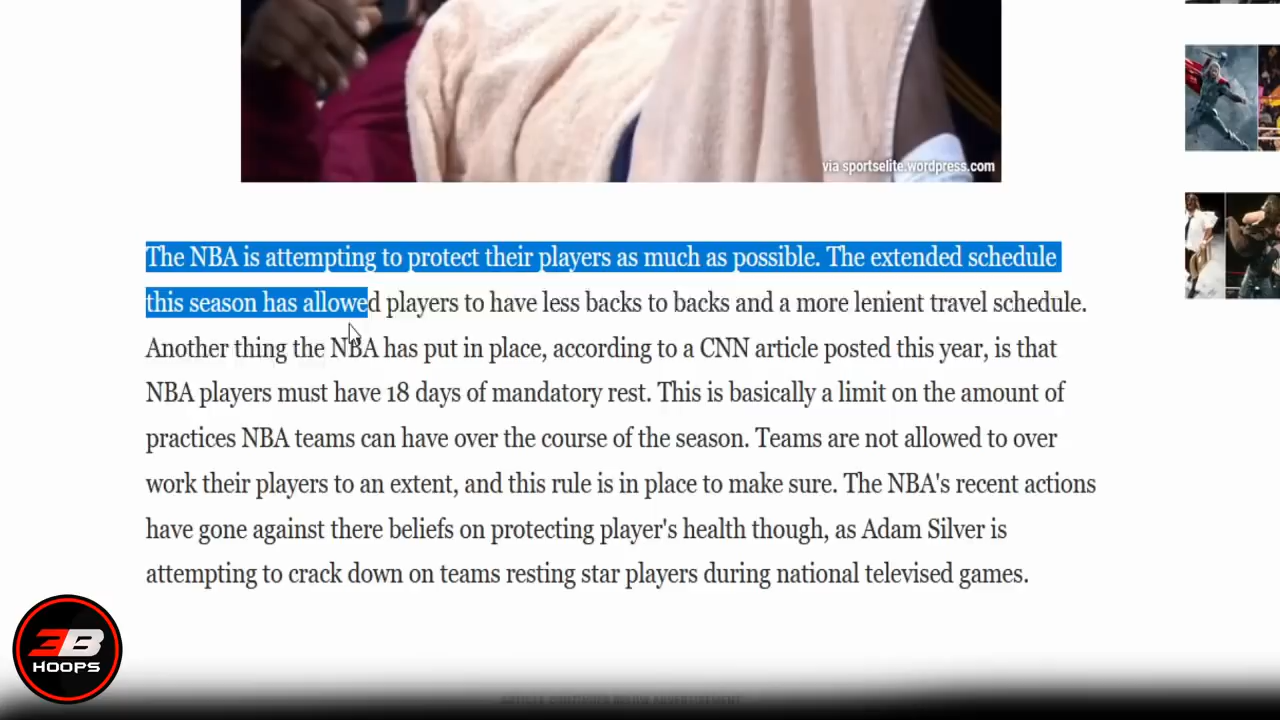 via sportselite.wordpress.com
The NBA is attempting to protect their players as much as possible. The extended schedule
this season has allowed players to have less backs to backs and a more lenient travel schedule.
Another thing the NBA has put in place, according to a CNN article posted this year, is that
NBA players must have 18 days of mandatory rest. This is basically a limit on the amount of
practices NBA teams can have over the course of the season. Teams are not allowed to over
work their players to an extent, and this rule is in place to make sure. The NBA's recent actions
have gone against there beliefs on protecting player's health though, as Adam Silver is
attempting to crack down on teams resting star players during national televised games.
3B
HOOPS
ARTICLE CONTINUES BELOW ADVERTISEMENT